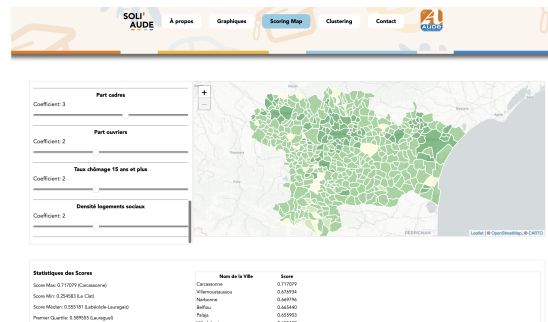 SOLI'
AUDE
À propos
Graphiques
Scoring Map
Clustering
Contact
AUDE
Part cadres
Coefficient: 3
Part ouvriers
Coefficient: 2
Taux chômage 15 ans et plus
Coefficient: 2
Densité logements sociaux
Coefficient: 2
+
−
PERPIGNAN
Leaflet | © OpenStreetMap, © CARTO
Statistiques des Scores
Score Max: 0.717079 (Carcassonne)
Score Min: 0.254583 (Le Clat)
Score Médian: 0.555181 (Labécède-Lauragais)
Premier Quartile: 0.589555 (Lauraguel)
Nom de la Ville Score
Carcassonne 0.717079
Villemoustaussou 0.676934
Narbonne 0.669796
Belflou 0.665440
Palaja 0.655903